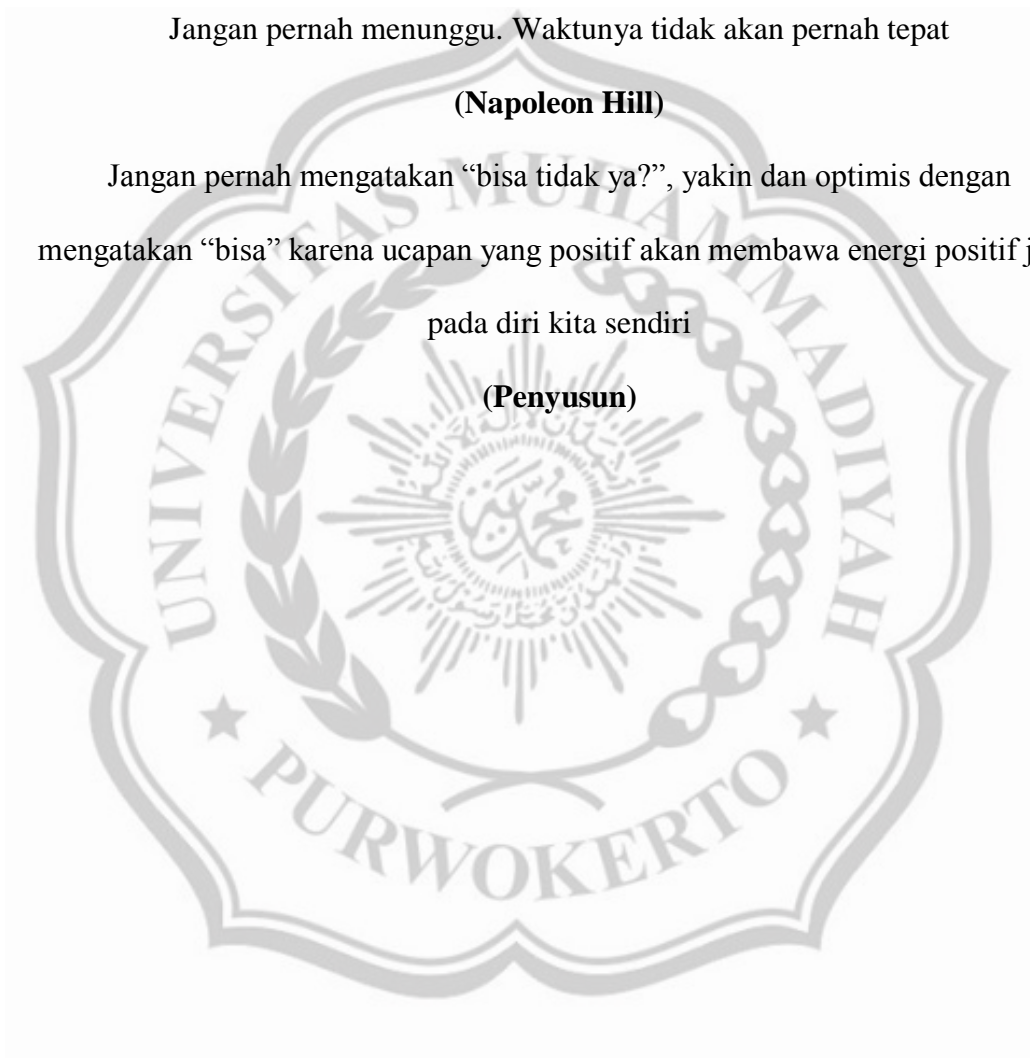 Jangan pernah menunggu. Waktunya tidak akan pernah tepat
(Napoleon Hill)
Jangan pernah mengatakan “bisa tidak ya?”, yakin dan optimis dengan
mengatakan “bisa” karena ucapan yang positif akan membawa energi positif
pada diri kita sendiri
(Penyusun)
UNIVERSITAS MUHAMMADIYAH
PURWOKERTO